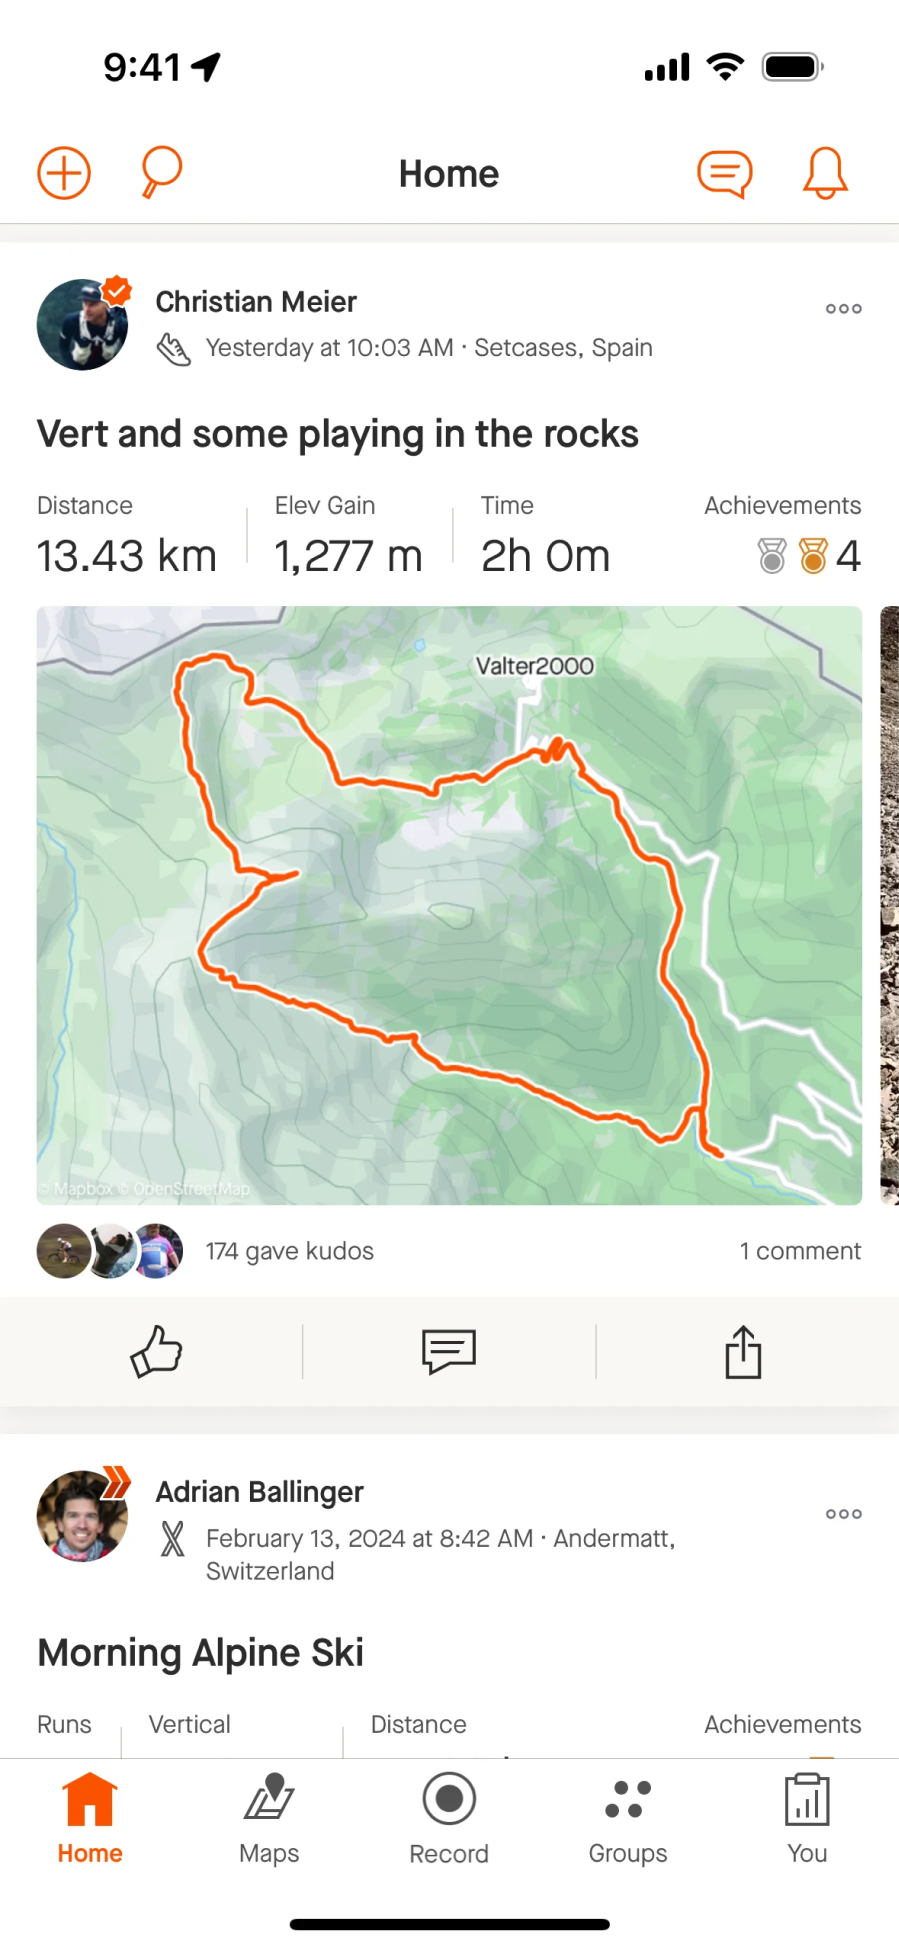 9:41
Home
Christian Meier
Yesterday at 10:03 AM · Setcases, Spain
Vert and some playing in the rocks
Distance Elev Gain Time Achievements
13.43 km 1,277 m 2h 0m 4
Valter2000
© Mapbox © OpenStreetMap
174 gave kudos 1 comment
Adrian Ballinger
February 13, 2024 at 8:42 AM · Andermatt,
Switzerland
Morning Alpine Ski
Runs Vertical Distance Achievements
Home Maps Record Groups You